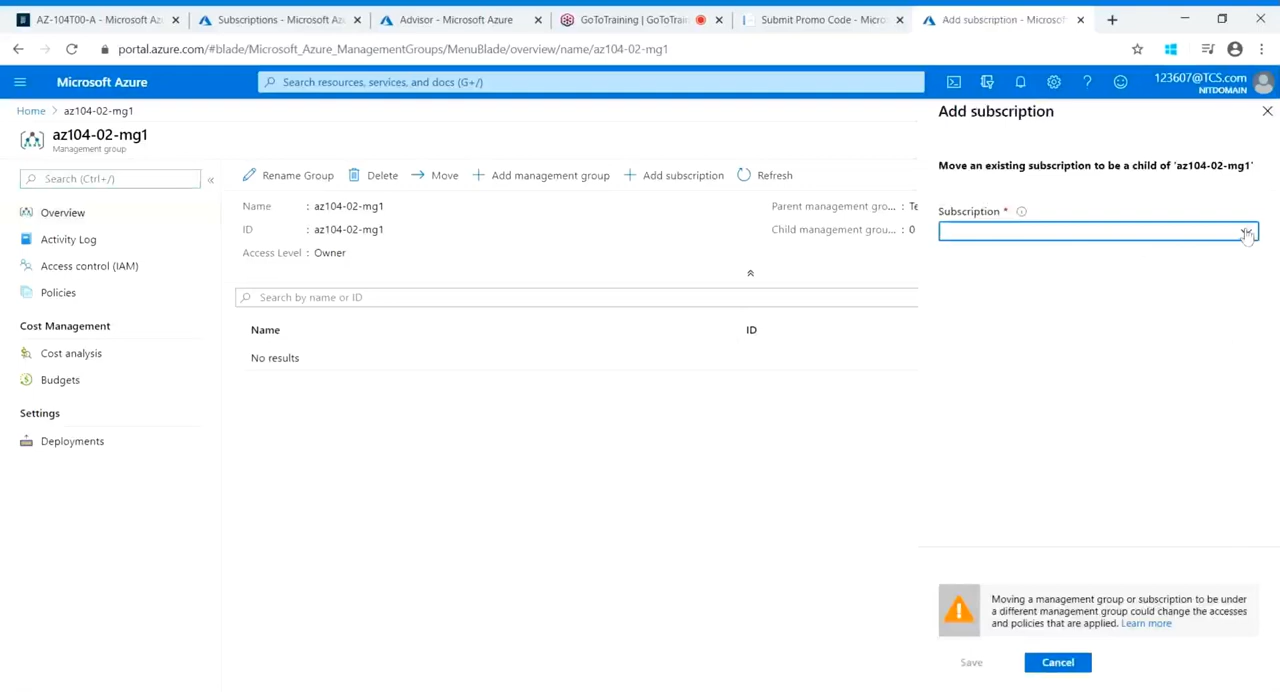 AZ-104T00-A - Microsoft Az
Subscriptions - Microsoft Az
Advisor - Microsoft Azure
GoToTraining | GoToTrai
Submit Promo Code - Micro
Add subscription - Microsof
portal.azure.com/#blade/Microsoft_Azure_ManagementGroups/MenuBlade/overview/name/az104-02-mg1
Microsoft Azure
Search resources, services, and docs (G+/)
123607@TCS.com
NITDOMAIN
Home > az104-02-mg1
az104-02-mg1
Management group
Search (Ctrl+/)
«
Overview
Activity Log
Access control (IAM)
Policies
Cost Management
Cost analysis
Budgets
Settings
Deployments
Rename Group
Delete
Move
Add management group
Add subscription
Refresh
Name : az104-02-mg1
ID : az104-02-mg1
Access Level : Owner
Parent management gro... : Te
Child management grou... : 0
Search by name or ID
Name ID
No results
Add subscription
Move an existing subscription to be a child of 'az104-02-mg1'
Subscription *
Moving a management group or subscription to be under
a different management group could change the accesses
and policies that are applied. Learn more
Save
Cancel